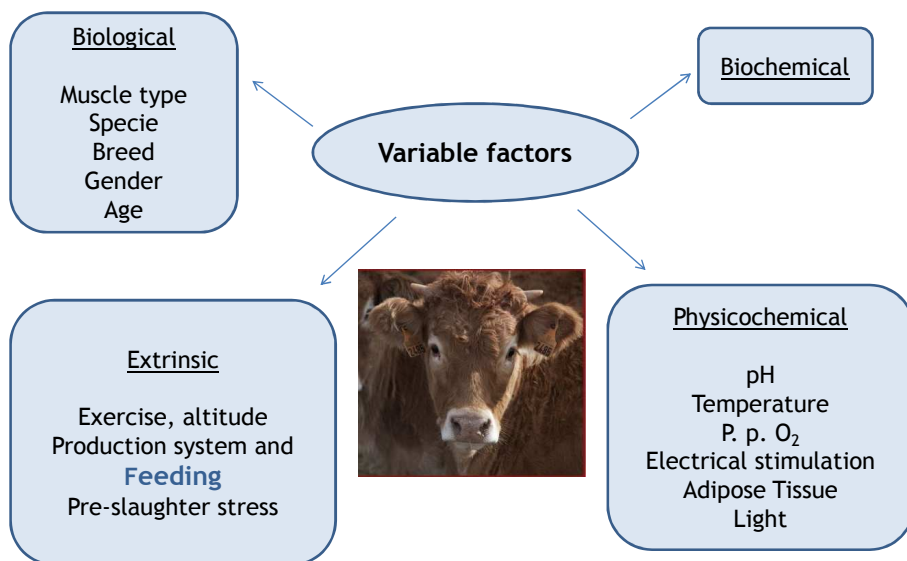 Biological
Muscle type
Specie
Breed
Gender
Age
Biochemical
Variable factors
Extrinsic
Exercise, altitude
Production system and
Feeding
Pre-slaughter stress
Physicochemical
pH
Temperature
P. p. O₂
Electrical stimulation
Adipose Tissue
Light